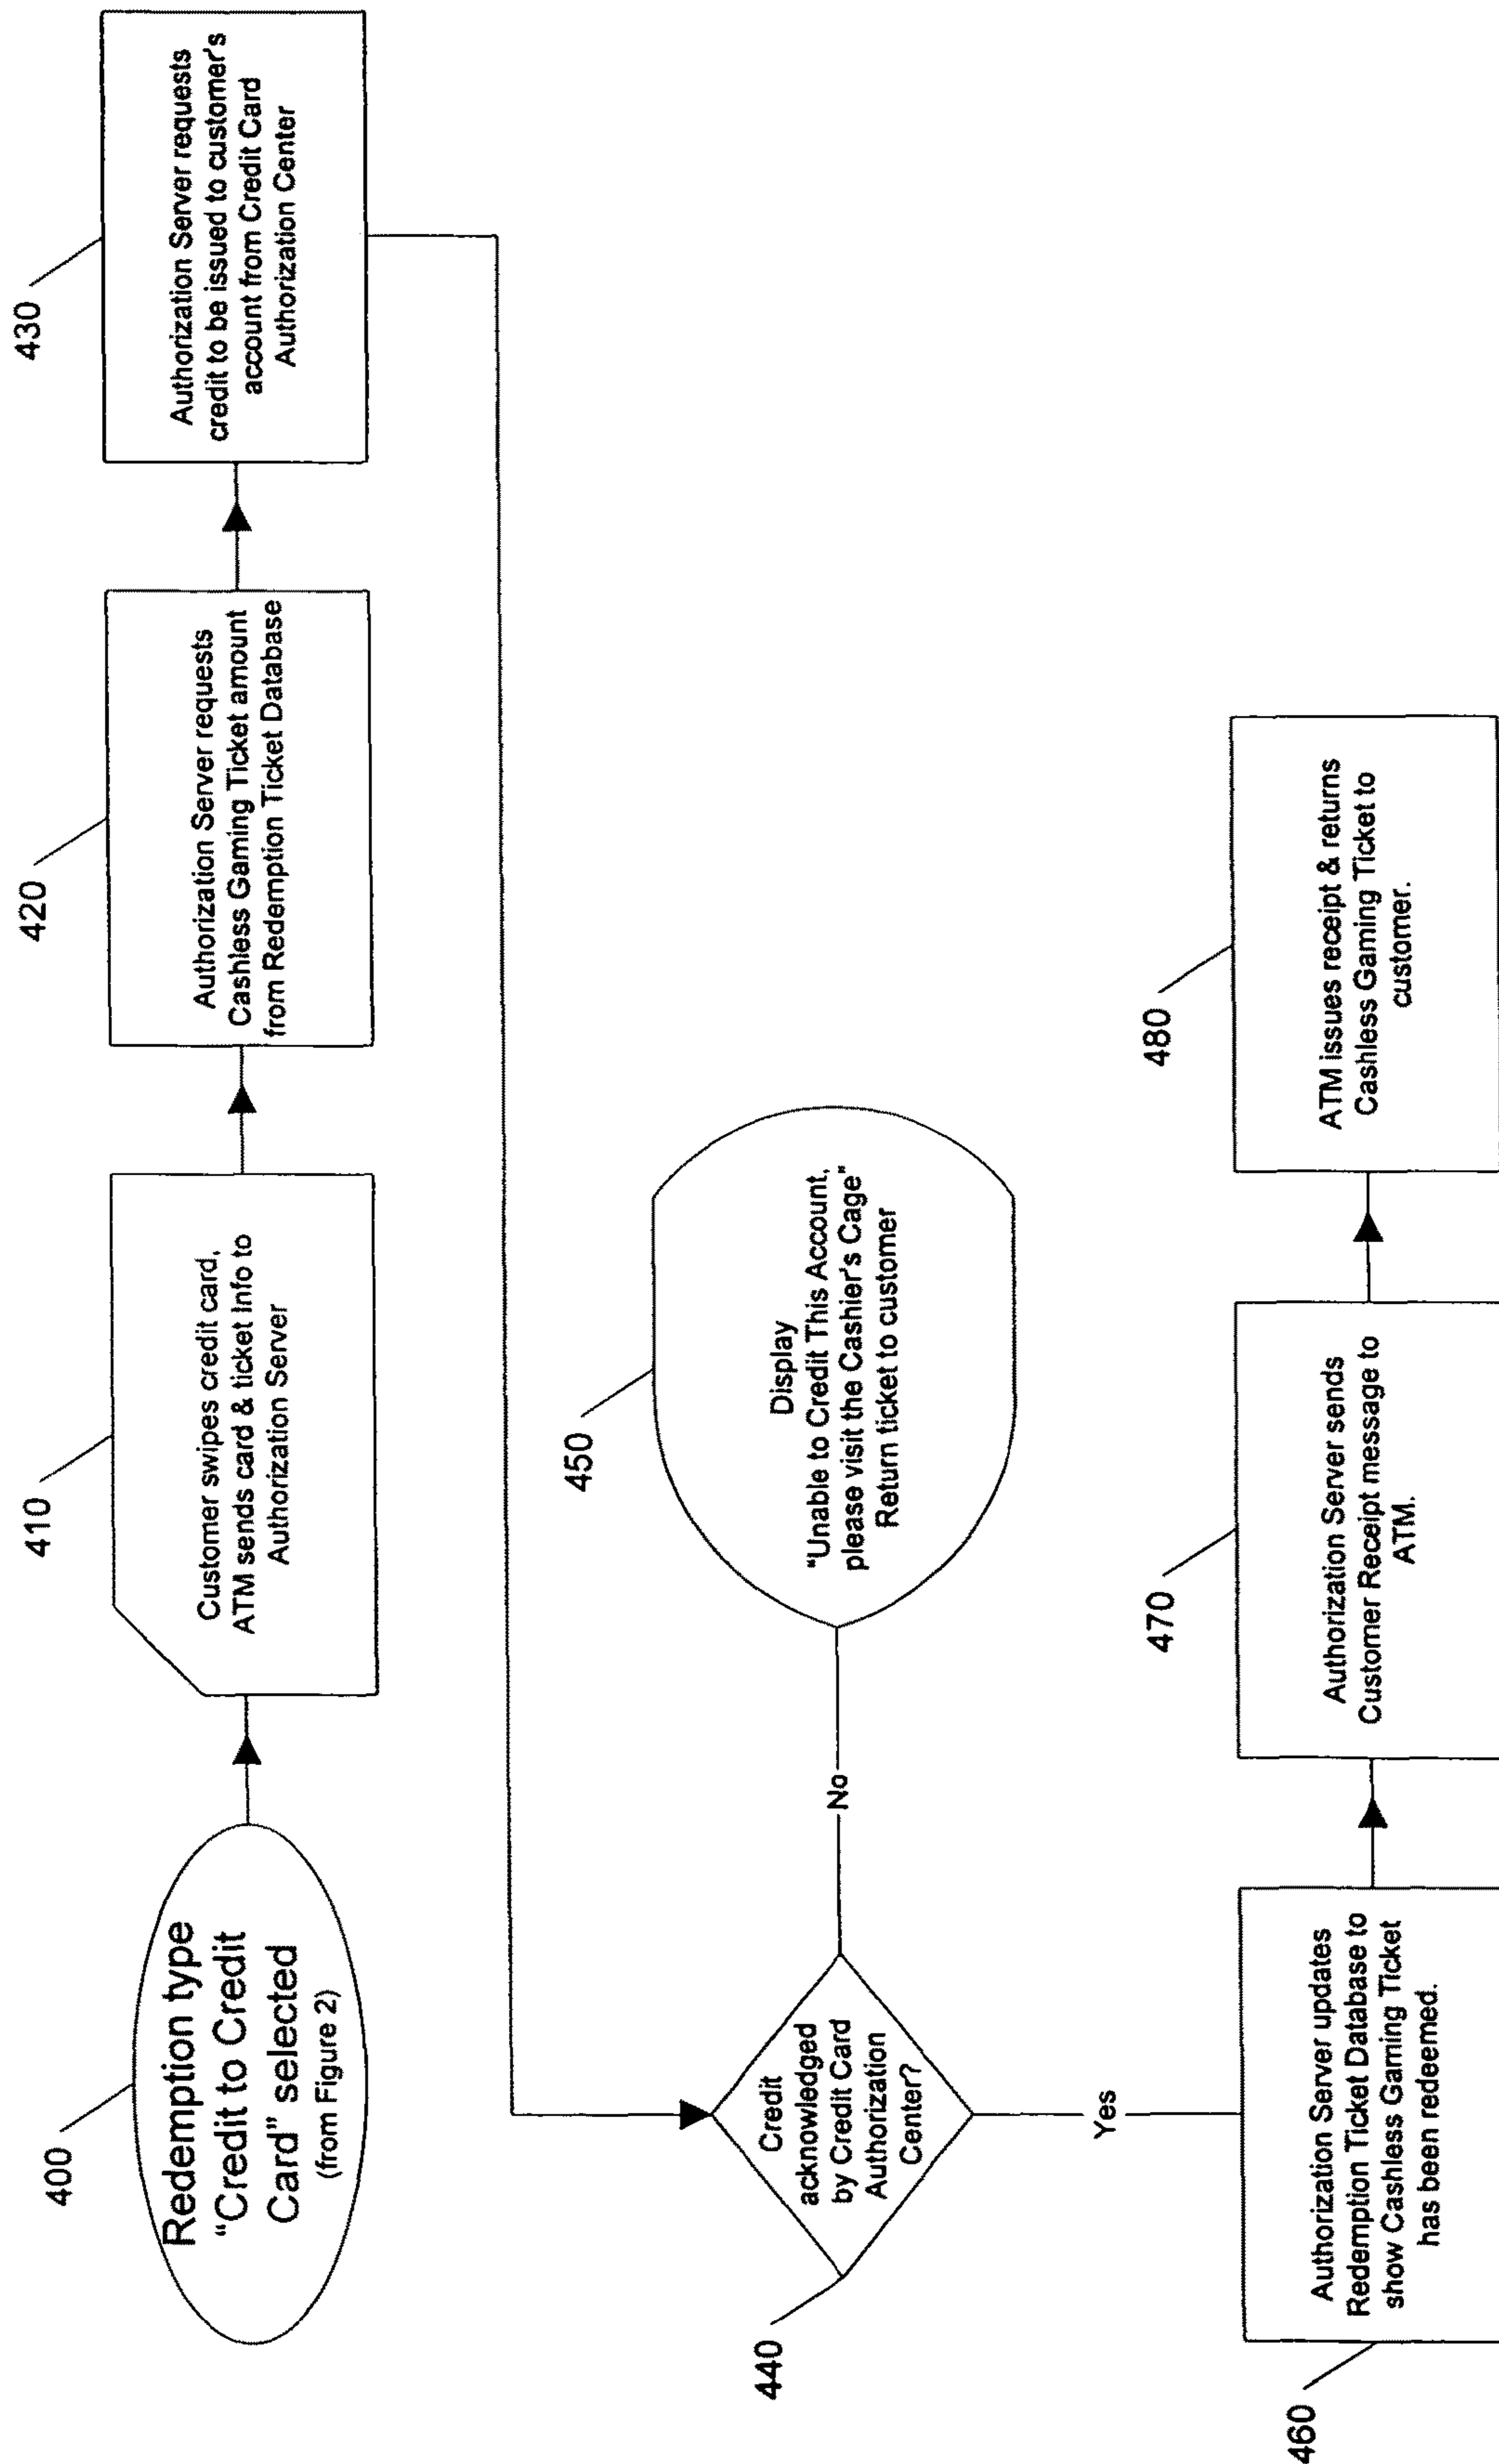 400
Redemption type
“Credit to Credit
Card” selected
(from Figure 2)
410
Customer swipes credit card,
ATM sends card & ticket Info to
Authorization Server
420
Authorization Server requests
Cashless Gaming Ticket amount
from Redemption Ticket Database
430
Authorization Server requests
credit to be issued to customer's
account from Credit Card
Authorization Center
440
Credit
acknowledged
by Credit Card
Authorization
Center?
No
450
Display
"Unable to Credit This Account,
please visit the Cashier's Cage"
Return ticket to customer
Yes
460
Authorization Server updates
Redemption Ticket Database to
show Cashless Gaming Ticket
has been redeemed.
470
Authorization Server sends
Customer Receipt message to
ATM.
480
ATM issues receipt & returns
Cashless Gaming Ticket to
customer.